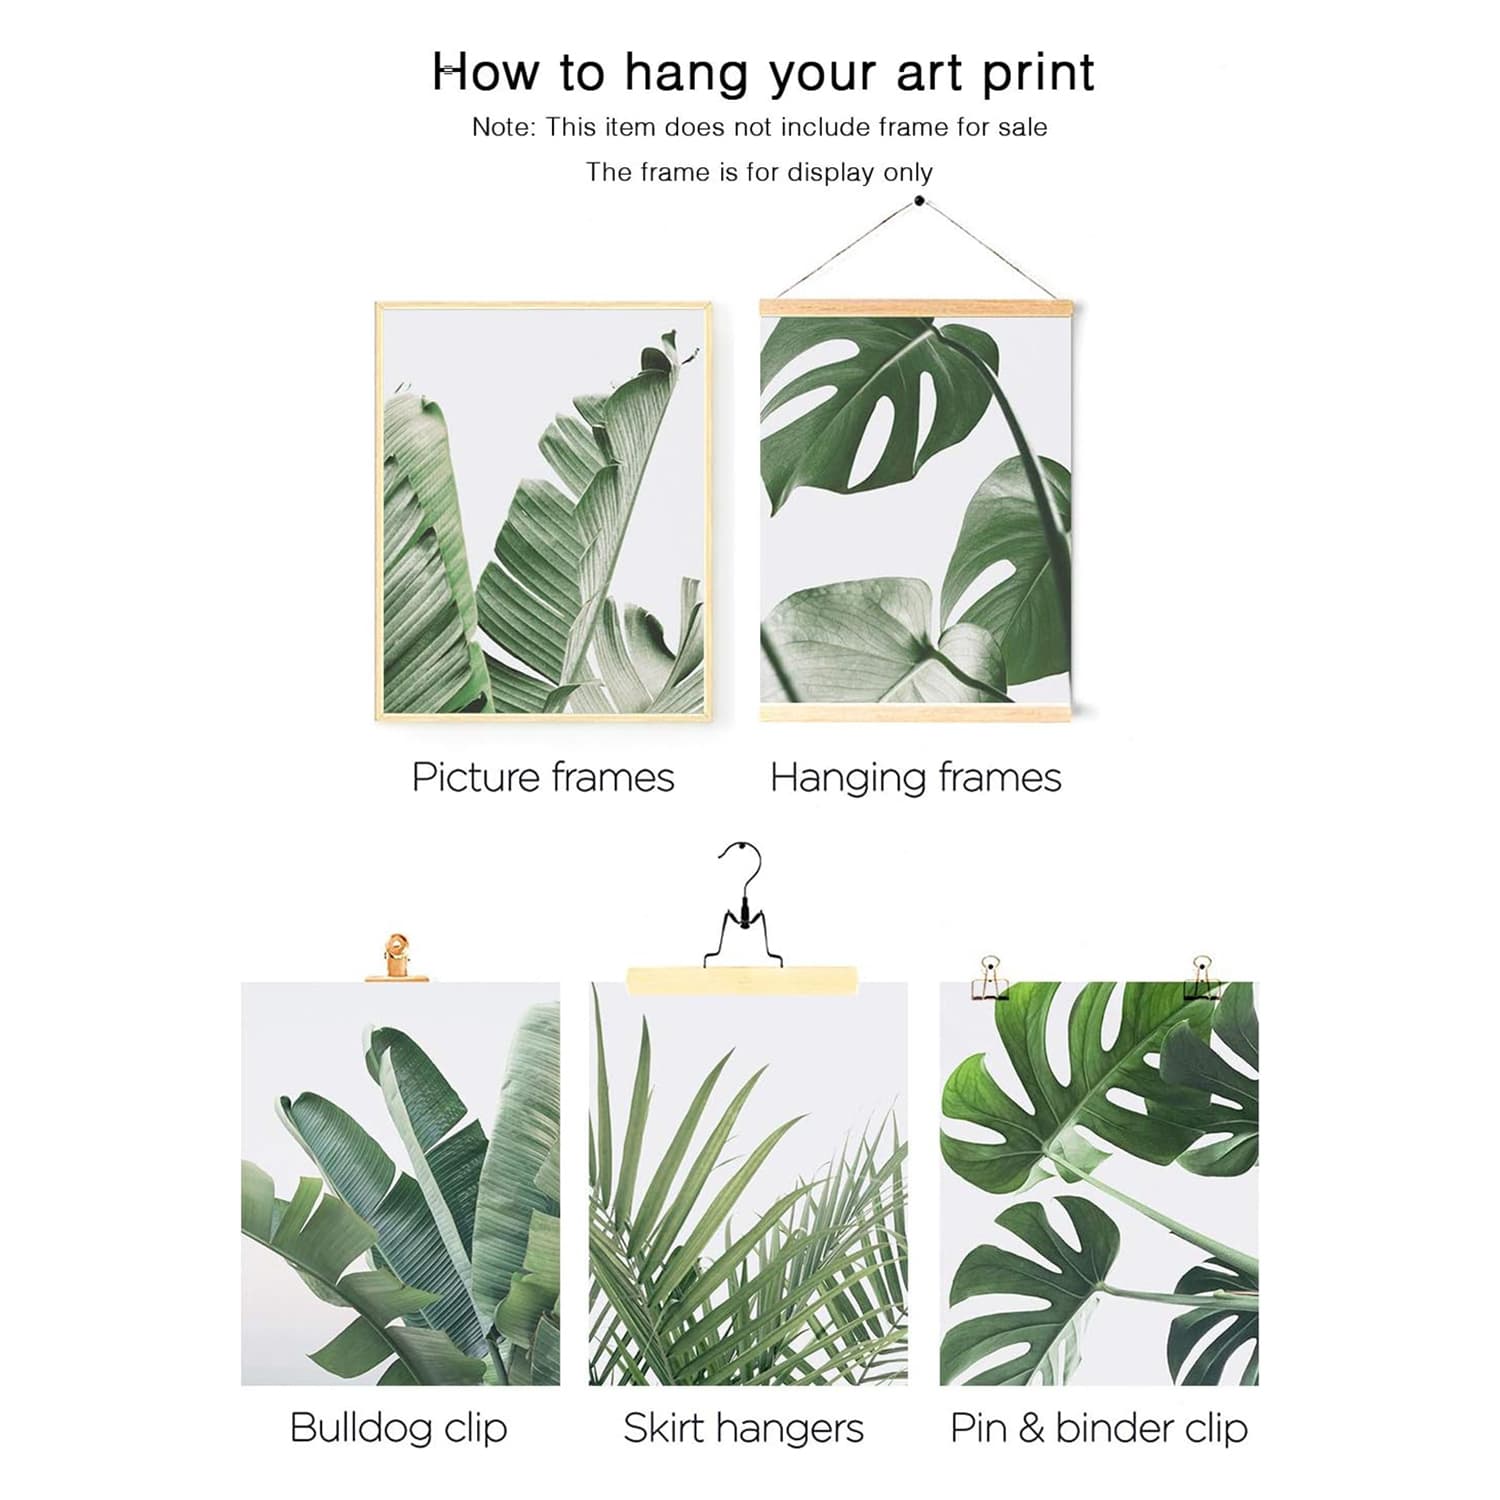 How to hang your art print
Note: This item does not include frame for sale
The frame is for display only
Picture frames
Hanging frames
Bulldog clip
Skirt hangers
Pin & binder clip